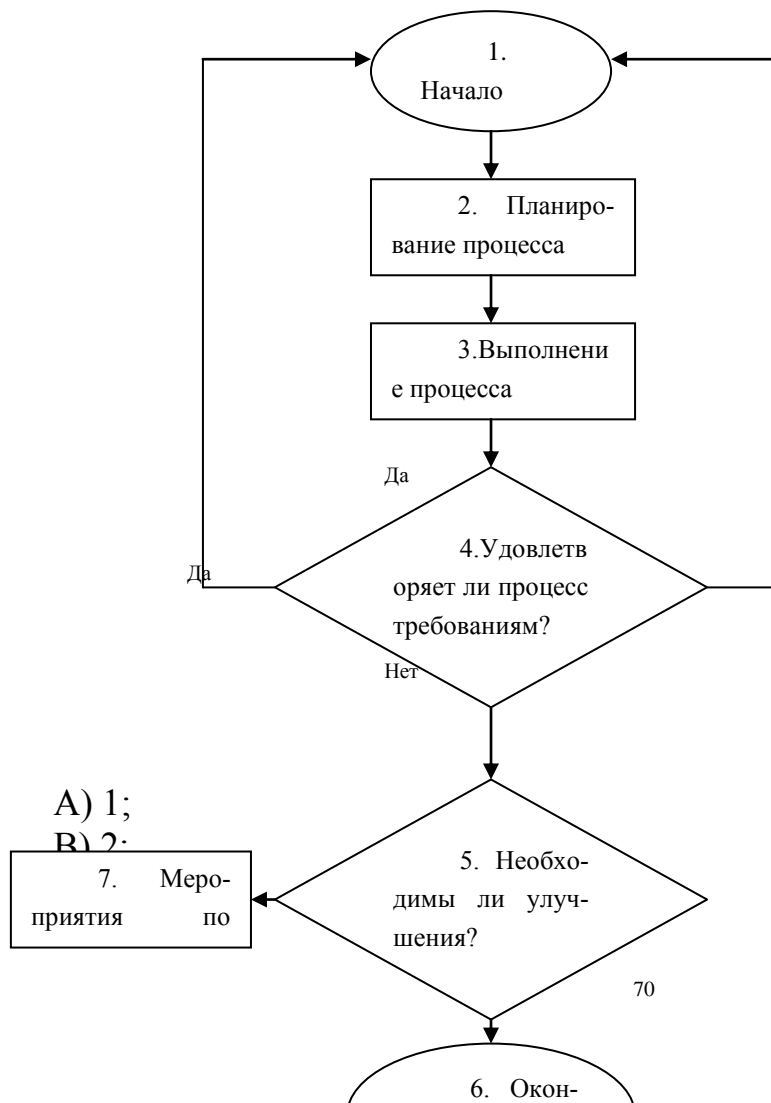 1.
Начало
2. Планиро-
вание процесса
3.Выполнени
е процесса
Да
4.Удовлетв
оряет ли процесс
требованиям?
Да
Нет
A) 1;
B) 2;
5. Необхо-
димы ли улуч-
шения?
7. Меро-
приятия по
70
6. Окон-